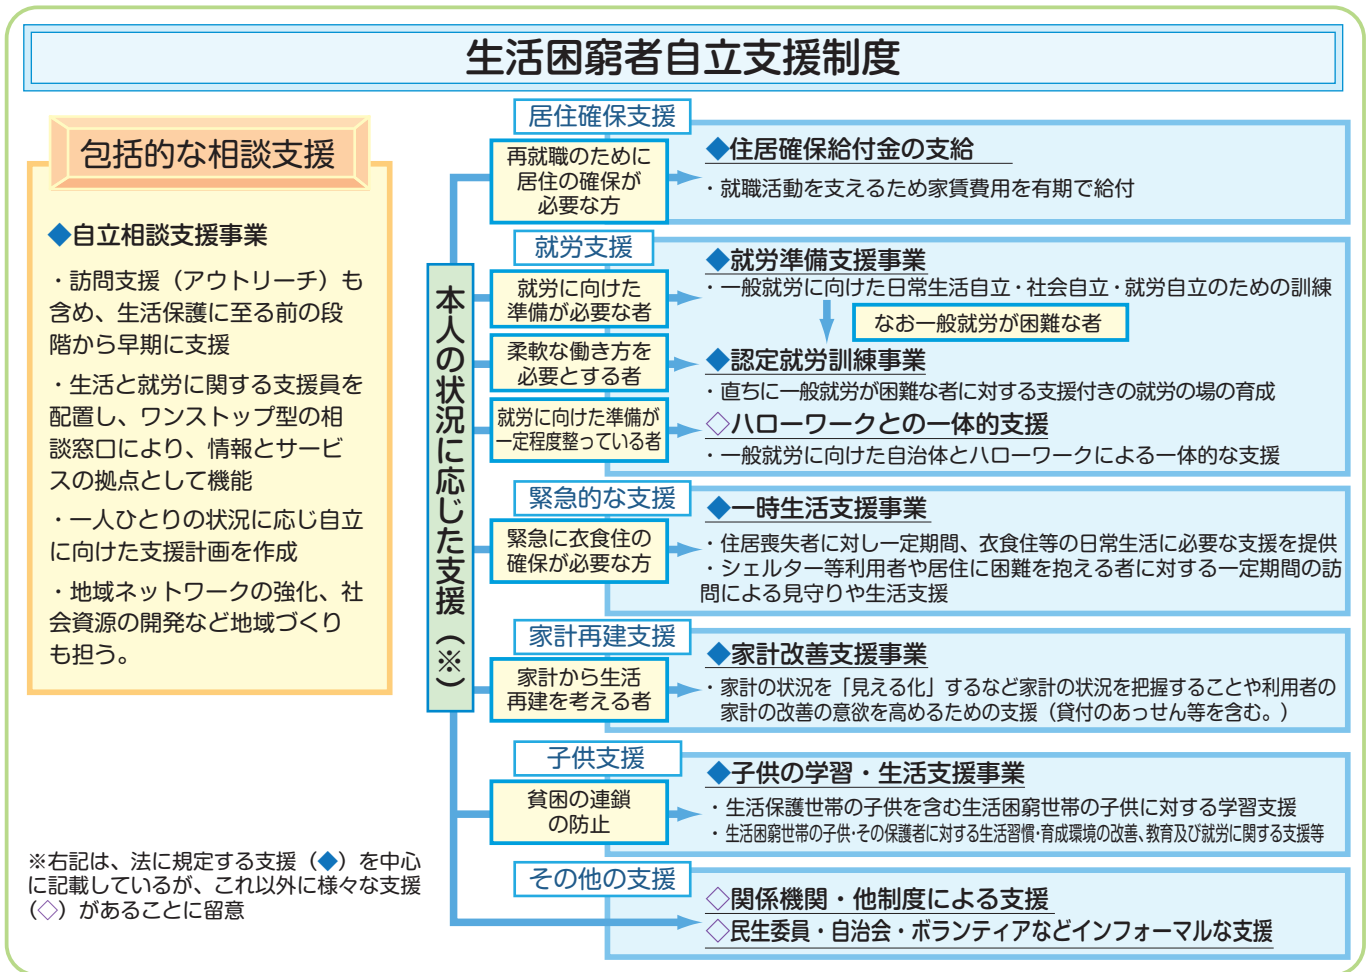 生活困窮者自立支援制度
包括的な相談支援
◆自立相談支援事業
・訪問支援（アウトリーチ）も
含め、生活保護に至る前の段
階から早期に支援
・生活と就労に関する支援員を
配置し、ワンストップ型の相
談窓口により、情報とサービ
スの拠点として機能
・一人ひとりの状況に応じ自立
に向けた支援計画を作成
・地域ネットワークの強化、社
会資源の開発など地域づくり
も担う。
※右記は、法に規定する支援（◆）を中心
に記載しているが、これ以外に様々な支援
（◇）があることに留意
本人の状況に応じた支援（※）
居住確保支援
再就職のために
居住の確保が
必要な方
◆住居確保給付金の支給
・就職活動を支えるため家賃費用を有期で給付
就労支援
就労に向けた
準備が必要な者
◆就労準備支援事業
・一般就労に向けた日常生活自立・社会自立・就労自立のための訓練
なお一般就労が困難な者
柔軟な働き方を
必要とする者
◆認定就労訓練事業
・直ちに一般就労が困難な者に対する支援付きの就労の場の育成
就労に向けた準備が
一定程度整っている者
◇ハローワークとの一体的支援
・一般就労に向けた自治体とハローワークによる一体的な支援
緊急的な支援
緊急に衣食住の
確保が必要な方
◆一時生活支援事業
・住居喪失者に対し一定期間、衣食住等の日常生活に必要な支援を提供
・シェルター等利用者や居住に困難を抱える者に対する一定期間の訪
問による見守りや生活支援
家計再建支援
家計から生活
再建を考える者
◆家計改善支援事業
・家計の状況を「見える化」するなど家計の状況を把握することや利用者の
家計の改善の意欲を高めるための支援（貸付のあっせん等を含む。）
子供支援
貧困の連鎖
の防止
◆子供の学習・生活支援事業
・生活保護世帯の子供を含む生活困窮世帯の子供に対する学習支援
・生活困窮世帯の子供・その保護者に対する生活習慣・育成環境の改善、教育及び就労に関する支援等
その他の支援
◇関係機関・他制度による支援
◇民生委員・自治会・ボランティアなどインフォーマルな支援